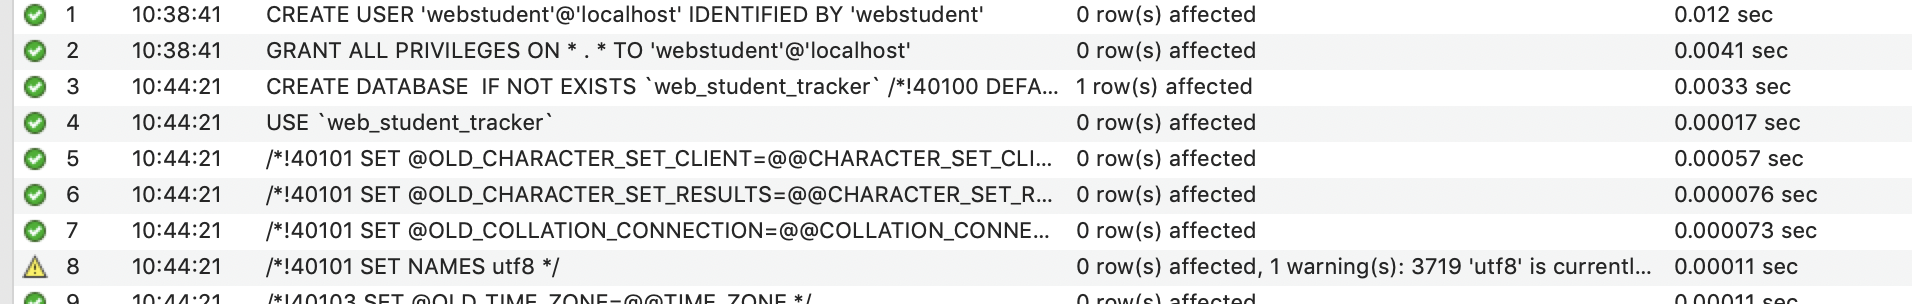 1 10:38:41 CREATE USER 'webstudent'@'localhost' IDENTIFIED BY 'webstudent' 0 row(s) affected 0.012 sec
2 10:38:41 GRANT ALL PRIVILEGES ON * . * TO 'webstudent'@'localhost' 0 row(s) affected 0.0041 sec
3 10:44:21 CREATE DATABASE  IF NOT EXISTS `web_student_tracker` /*!40100 DEFA... 1 row(s) affected 0.0033 sec
4 10:44:21 USE `web_student_tracker` 0 row(s) affected 0.00017 sec
5 10:44:21 /*!40101 SET @OLD_CHARACTER_SET_CLIENT=@@CHARACTER_SET_CLI... 0 row(s) affected 0.00057 sec
6 10:44:21 /*!40101 SET @OLD_CHARACTER_SET_RESULTS=@@CHARACTER_SET_R... 0 row(s) affected 0.000076 sec
7 10:44:21 /*!40101 SET @OLD_COLLATION_CONNECTION=@@COLLATION_CONNE... 0 row(s) affected 0.000073 sec
8 10:44:21 /*!40101 SET NAMES utf8 */ 0 row(s) affected, 1 warning(s): 3719 'utf8' is currentl... 0.00011 sec
9 10:44:21 /*!40103 SET @OLD_TIME_ZONE=@@TIME_ZONE */ 0 row(s) affected 0.00011 sec